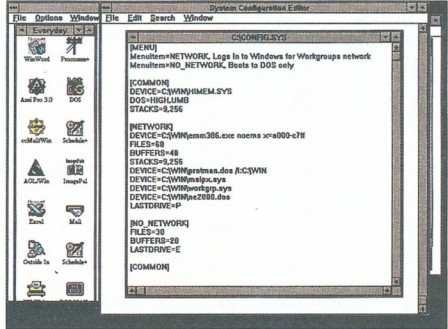 System Configuration Editor
File Options Window
File Edit Search Window
Everyday
C:\CONFIG.SYS
WinWord
Ami Pro 3.0
DOS
ccMail/Win
Schedule+
AOL/Win
ImagePal
Excel
Mail
Outside In
Schedule+
[MENU]
Menuitem=NETWORK, Logs in to Windows for Workgroups network
Menuitem=NO_NETWORK, Boots to DOS only
[COMMON]
DEVICE=C:\WIN\HIMEM.SYS
DOS=HIGH,UMB
STACKS=9,256
[NETWORK]
DEVICE=C:\WIN\emm386.exe noems x=a000-c7ff
FILES=60
BUFFERS=40
STACKS=9,256
DEVICE=C:\WIN\protman.dos /I:C:\WIN
DEVICE=C:\WIN\mslpx.sys
DEVICE=C:\WIN\workgrp.sys
DEVICE=C:\WIN\ne2000.dos
LASTDRIVE=P
[NO_NETWORK]
FILES=30
BUFFERS=20
LASTDRIVE=E
[COMMON]